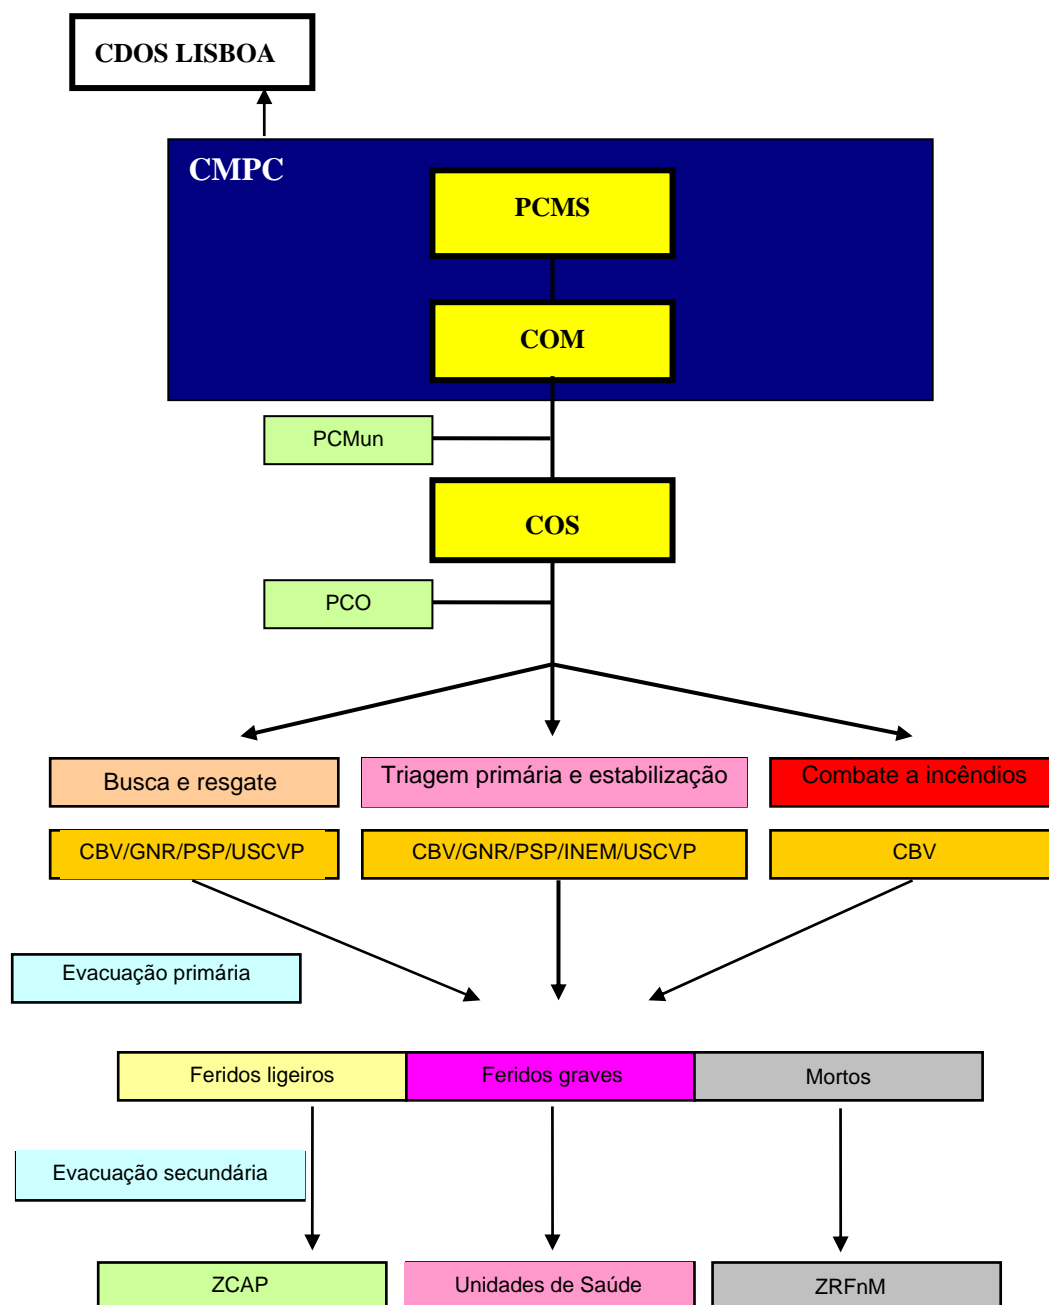 CDOS LISBOA
CMPC
PCMS
COM
PCMun
COS
PCO
Busca e resgate
Triagem primária e estabilização
Combate a incêndios
CBV/GNR/PSP/USCVP
CBV/GNR/PSP/INEM/USCVP
CBV
Evacuação primária
Feridos ligeiros
Feridos graves
Mortos
Evacuação secundária
ZCAP
Unidades de Saúde
ZRFnM